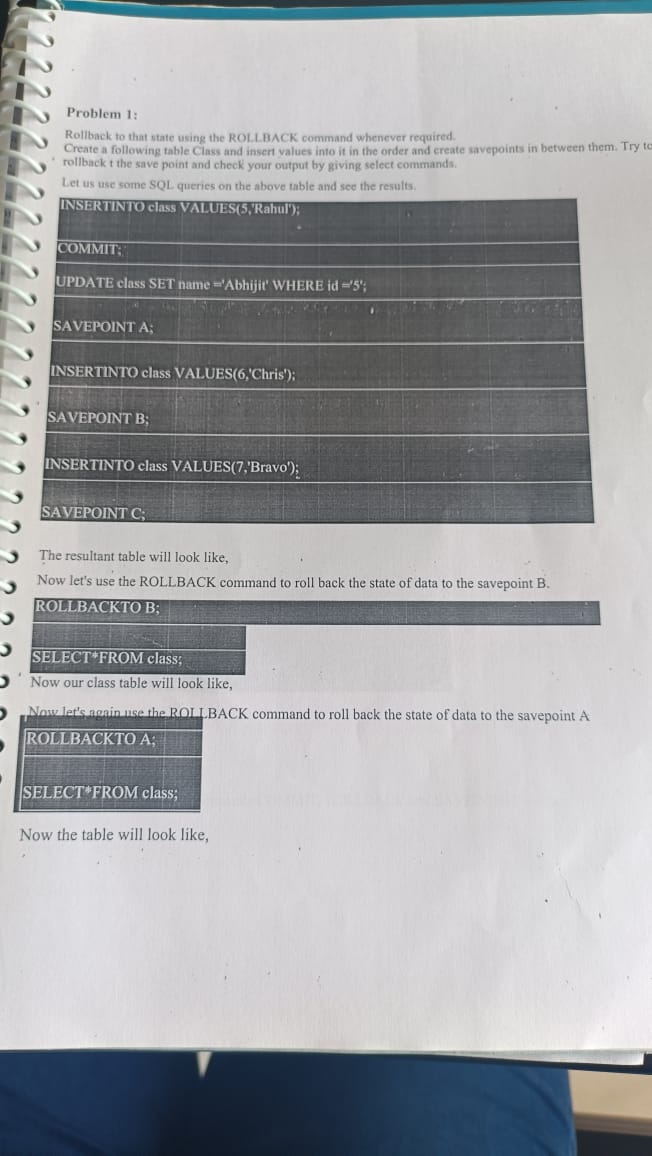 Problem 1:
Rollback to that state using the ROLLBACK command whenever required.
Create a following table Class and insert values into it in the order and create savepoints in between them. Try to
rollback t the save point and check your output by giving select commands.
Let us use some SQL queries on the above table and see the results.
INSERTINTO class VALUES(5,'Rahul');
COMMIT;
UPDATE class SET name ='Abhijit' WHERE id ='5';
SAVEPOINT A;
INSERTINTO class VALUES(6,'Chris');
SAVEPOINT B;
INSERTINTO class VALUES(7,'Bravo');
SAVEPOINT C;
The resultant table will look like,
Now let's use the ROLLBACK command to roll back the state of data to the savepoint B.
ROLLBACKTO B;
SELECT*FROM class;
Now our class table will look like,
Now let's again use the ROLLBACK command to roll back the state of data to the savepoint A
ROLLBACKTO A;
SELECT*FROM class;
Now the table will look like,